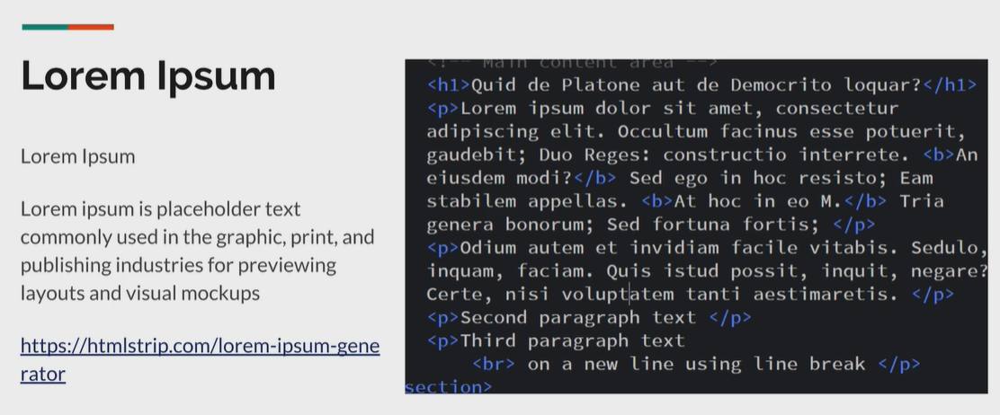 Lorem Ipsum
Lorem Ipsum
Lorem ipsum is placeholder text
commonly used in the graphic, print, and
publishing industries for previewing
layouts and visual mockups
https://htmlstrip.com/lorem-ipsum-gene
rator
<!-- Main content area -->
<h1>Quid de Platone aut de Democrito loquar?</h1>
<p>Lorem ipsum dolor sit amet, consectetur
adipiscing elit. Occultum facinus esse potuerit,
gaudebit; Duo Reges: constructio interrete. <b>An
eiusdem modi?</b> Sed ego in hoc resisto; Eam
stabilem appellas. <b>At hoc in eo M.</b> Tria
genera bonorum; Sed fortuna fortis; </p>
<p>Odium autem et invidiam facile vitabis. Sedulo,
inquam, faciam. Quis istud possit, inquit, negare?
Certe, nisi voluptatem tanti aestimaretis. </p>
<p>Second paragraph text </p>
<p>Third paragraph text
<br> on a new line using line break </p>
section>